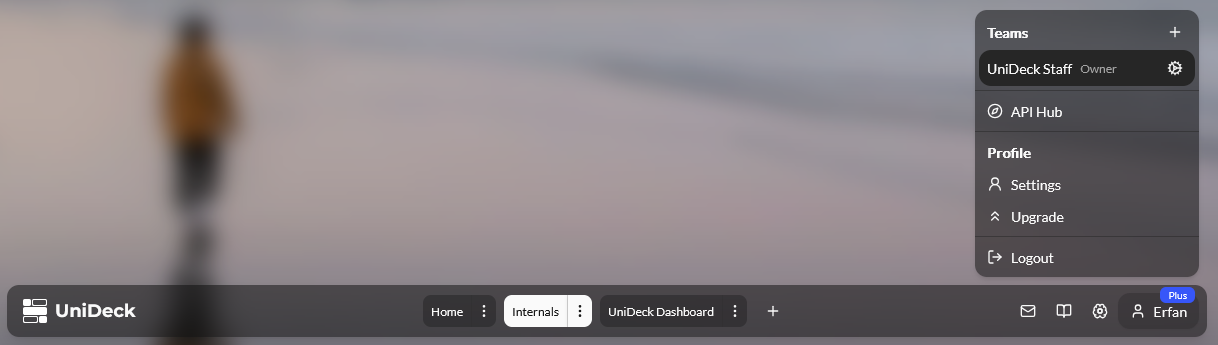 Teams
UniDeck Staff Owner
API Hub
Profile
Settings
Upgrade
Logout
UniDeck
Home
Internals
UniDeck Dashboard
Plus
Erfan